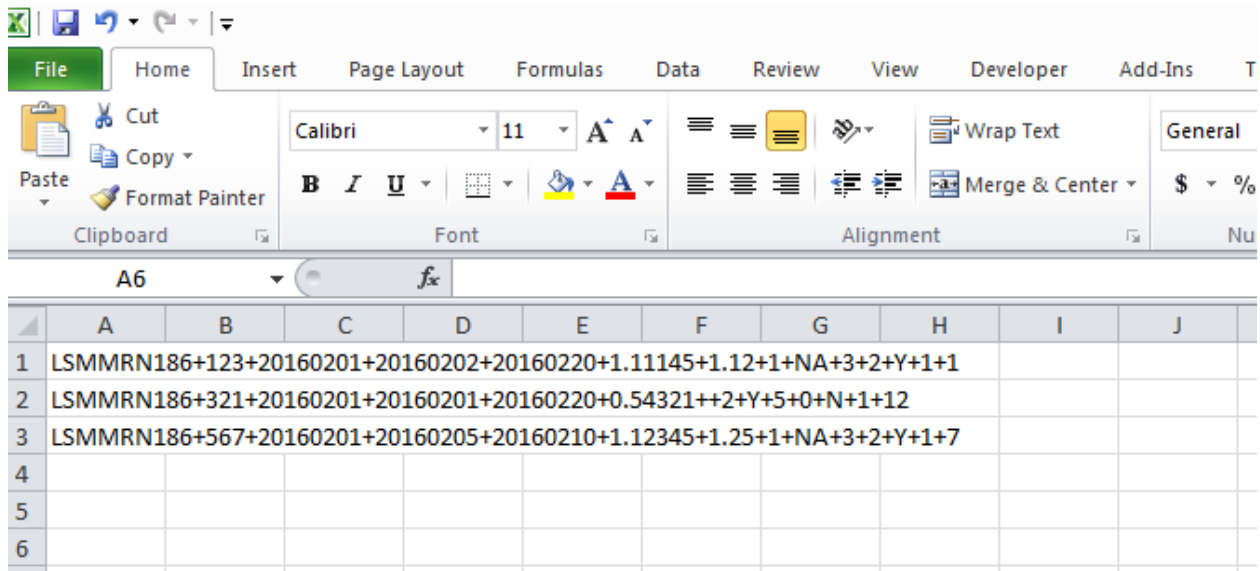 File Home Insert Page Layout Formulas Data Review View Developer Add-Ins T
Cut
Calibri 11 A A Wrap Text General
Copy
Paste B I U A Merge & Center $ %
Format Painter
Clipboard Font Alignment Nu
A6 fx
A B C D E F G H I J
1 LSMMRN186+123+20160201+20160202+20160220+1.11145+1.12+1+NA+3+2+Y+1+1
2 LSMMRN186+321+20160201+20160201+20160220+0.54321++2+Y+5+0+N+1+12
3 LSMMRN186+567+20160201+20160205+20160210+1.12345+1.25+1+NA+3+2+Y+1+7
4
5
6